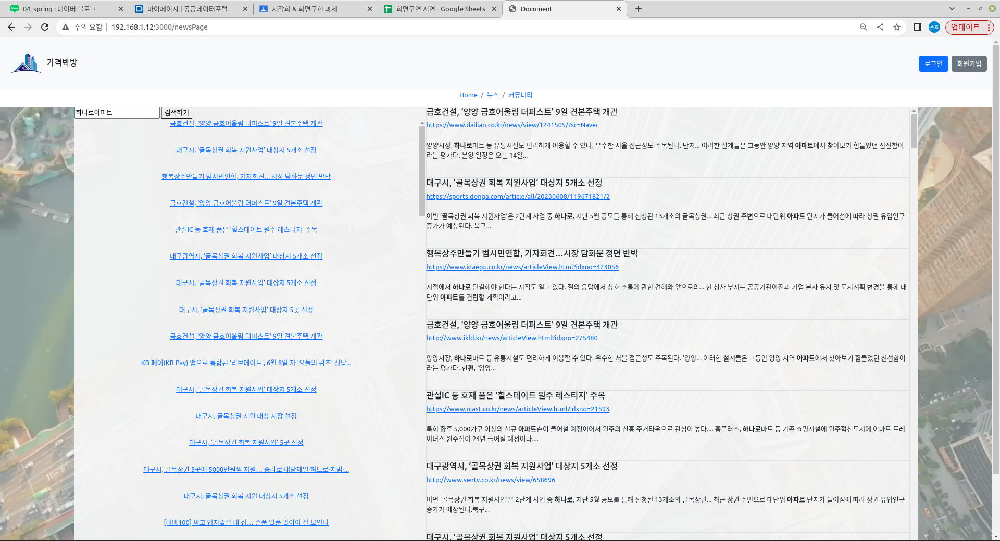 04_spring : 네이버 블로그
마이페이지 | 공공데이터포털
시각화 & 화면구현 과제
화면구연 시연 - Google Sheets
Document
주의 요함
192.168.1.12:3000/newsPage
준호
업데이트
가격봐방
로그인
회원가입
Home / 뉴스 / 커뮤니티
하나로아파트
검색하기
금호건설, ‘양양 금호어울림 더퍼스트’ 9일 견본주택 개관
대구시, ‘골목상권 회복 지원사업’ 대상지 5개소 선정
행복상주만들기 범시민연합, 기자회견…시장 담화문 정면 반박
금호건설, '양양 금호어울림 더퍼스트' 9일 견본주택 개관
관설IC 등 호재 품은 '힐스테이트 원주 레스티지' 주목
대구광역시, ‘골목상권 회복 지원사업’ 대상지 5개소 선정
대구시, '골목상권 회복 지원사업' 대상지 5개소 선정
대구시, '골목상권 회복 지원사업' 대상지 5곳 선정
금호건설, '양양 금호어울림 더퍼스트' 9일 견본주택 개관
KB 페이(KB Pay) 앱으로 통합된 '리브메이트', 6월 8일 자 '오늘의 퀴즈' 정답...
대구시, '골목상권 회복 지원사업’ 대상지 5개소 선정
대구시, 골목상권 지원 대상 시장 선정
대구시, ‘골목상권 회복 지원사업’ 5곳 선정
대구시, 골목상권 5곳에 5000만원씩 지원… 송라로·내당제일·허브로·지범·...
대구시, 골목상권 회복 지원 대상지 5개소 선정
[비바100] 싸고 입지좋은 내 집… 손품 발품 팔아야 잘 보인다
금호건설, ‘양양 금호어울림 더퍼스트’ 9일 견본주택 개관
https://www.dailian.co.kr/news/view/1241505/?sc=Naver
양양시장, 하나로마트 등 유통시설도 편리하게 이용할 수 있다. 우수한 서울 접근성도 주목된다. 단지... 이러한 설계들은 그동안 양양 지역 아파트에서 찾아보기 힘들었던 신선함이
라는 평가다. 분양 일정은 오는 14일...
대구시, ‘골목상권 회복 지원사업’ 대상지 5개소 선정
https://sports.donga.com/article/all/20230608/119671821/2
이번 ‘골목상권 회복 지원사업’은 2단계 사업 중 하나로, 지난 5월 공모를 통해 신청된 13개소의 골목상권... 최근 상권 주변으로 대단위 아파트 단지가 들어섬에 따라 상권 유입인구
증가가 예상된다. 북구...
행복상주만들기 범시민연합, 기자회견…시장 담화문 정면 반박
https://www.idaegu.co.kr/news/articleView.html?idxno=423056
시점에서 하나로 단결해야 한다는 지적도 일고 있다. 질의 응답에서 상호 소통에 관한 견해와 앞으로의... 현 청사 부지는 공공기관이전과 기업 본사 유치 및 도시계획 변경을 통해 대
단위 아파트를 건립할 계획이라고...
금호건설, '양양 금호어울림 더퍼스트' 9일 견본주택 개관
http://www.ikld.kr/news/articleView.html?idxno=275480
양양시장, 하나로마트 등 유통시설도 편리하게 이용할 수 있다. 우수한 서울 접근성도 주목된다. '양양... 이러한 설계들은 그동안 양양 지역 아파트에서 찾아보기 힘들었던 신선함이
라는 평가다. 한편, '양양...
관설IC 등 호재 품은 '힐스테이트 원주 레스티지' 주목
https://www.rcast.co.kr/news/articleView.html?idxno=21593
특히 향후 5,000가구 이상의 신규 아파트촌이 들어설 예정이어서 원주의 신흥 주거타운으로 관심이 높다.... 홈플러스, 하나로마트 등 기존 쇼핑시설에 원주혁신도시에 이마트 트레
이더스 원주점이 24년 들어설 예정이다....
대구광역시, ‘골목상권 회복 지원사업’ 대상지 5개소 선정
http://www.sentv.co.kr/news/view/658696
이번 ‘골목상권 회복 지원사업’은 2단계 사업 중 하나로, 지난 5월 공모를 통해 신청된 13개소의 골목상권... 최근 상권 주변으로 대단위 아파트 단지가 들어섬에 따라 상권 유입인구
증가가 예상된다.북구...
대구시, '골목상권 회복 지원사업' 대상지 5개소 선정